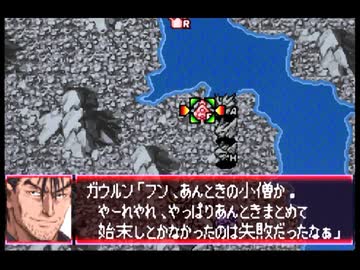 R
F
A
H
ガウルン「フン、あんときの小僧か。
やーれやれ、やっぱりあんときまとめて
始末しとかなかったのは失敗だったなぁ」